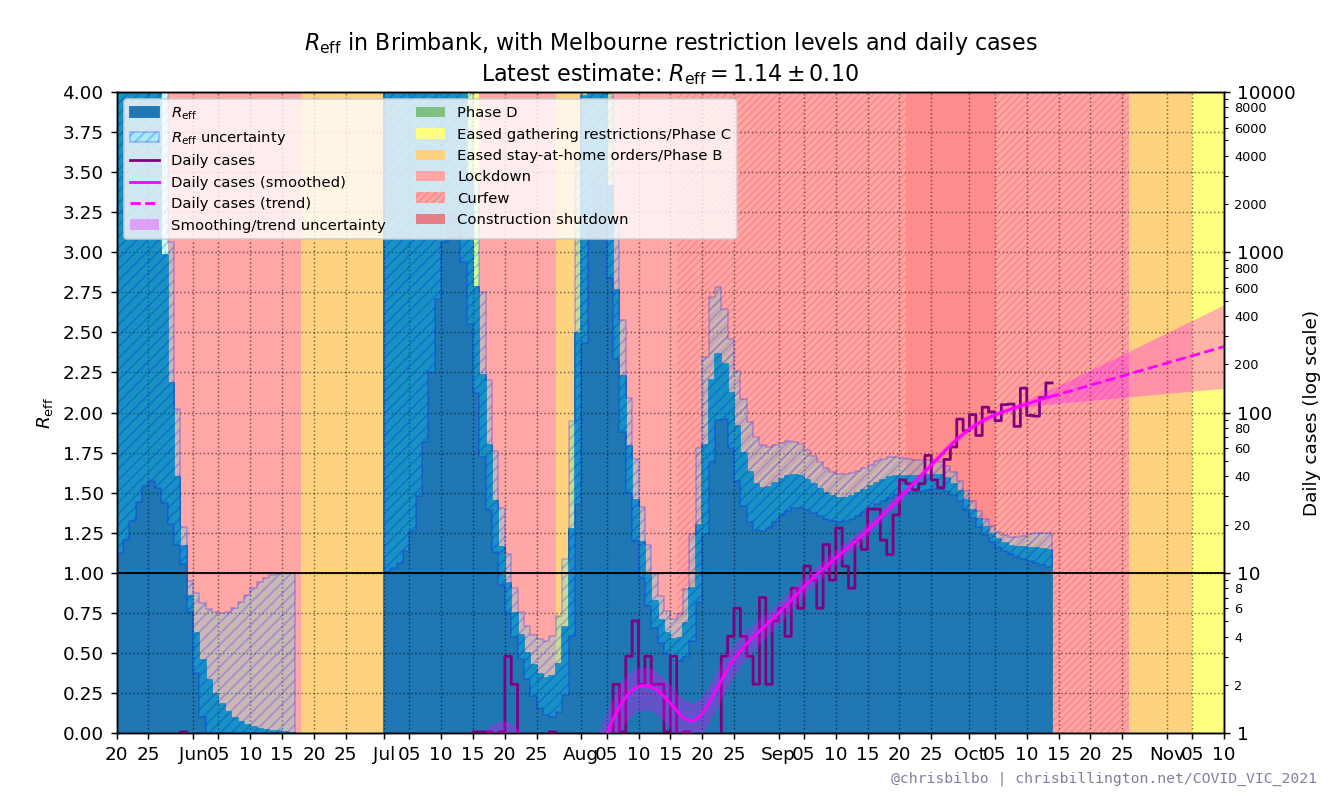 R_eff in Brimbank, with Melbourne restriction levels and daily cases
Latest estimate: R_eff = 1.14 ± 0.10
R_eff
R_eff uncertainty
Daily cases
Daily cases (smoothed)
Daily cases (trend)
Smoothing/trend uncertainty
Phase D
Eased gathering restrictions/Phase C
Eased stay-at-home orders/Phase B
Lockdown
Curfew
Construction shutdown
R_eff
4.00
3.75
3.50
3.25
3.00
2.75
2.50
2.25
2.00
1.75
1.50
1.25
1.00
0.75
0.50
0.25
0.00
10000
8000
6000
4000
2000
1000
800
600
400
200
100
80
60
40
20
10
8
6
4
2
1
Daily cases (log scale)
20 25 Jun 05 10 15 20 25 Jul 05 10 15 20 25 Aug 05 10 15 20 25 Sep 05 10 15 20 25 Oct 05 10 15 20 25 Nov 05 10
@chrisbilbo | chrisbillington.net/COVID_VIC_2021